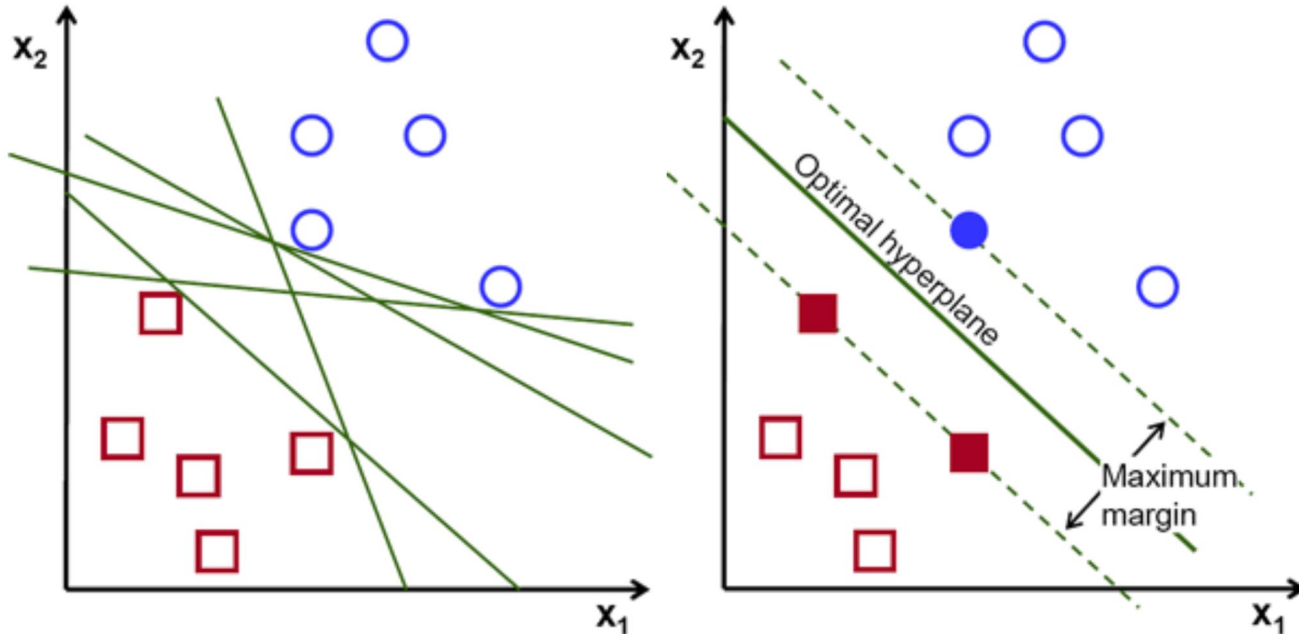 x₂
x₁
x₂
Optimal hyperplane
Maximum
margin
x₁